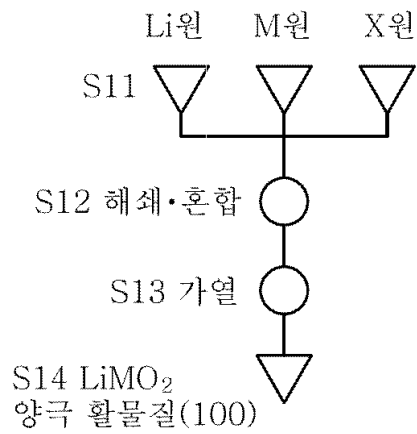 Li원 M원 X원
S11
S12 해쇄·혼합
S13 가열
S14 LiMO₂
양극 활물질(100)